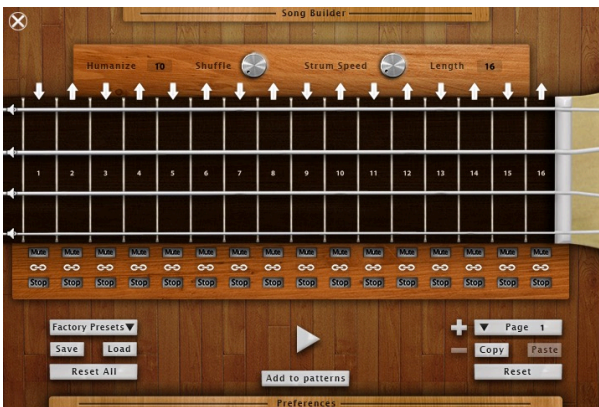 Song Builder
Humanize 10 Shuffle Strum Speed Length 16
1 2 3 4 5 6 7 8 9 10 11 12 13 14 15 16
Mute Mute Mute Mute Mute Mute Mute Mute Mute Mute Mute Mute Mute Mute Mute Mute
Stop Stop Stop Stop Stop Stop Stop Stop Stop Stop Stop Stop Stop Stop Stop Stop
Factory Presets Page 1
Save Load Copy Paste
Reset All Add to patterns Reset
Preferences